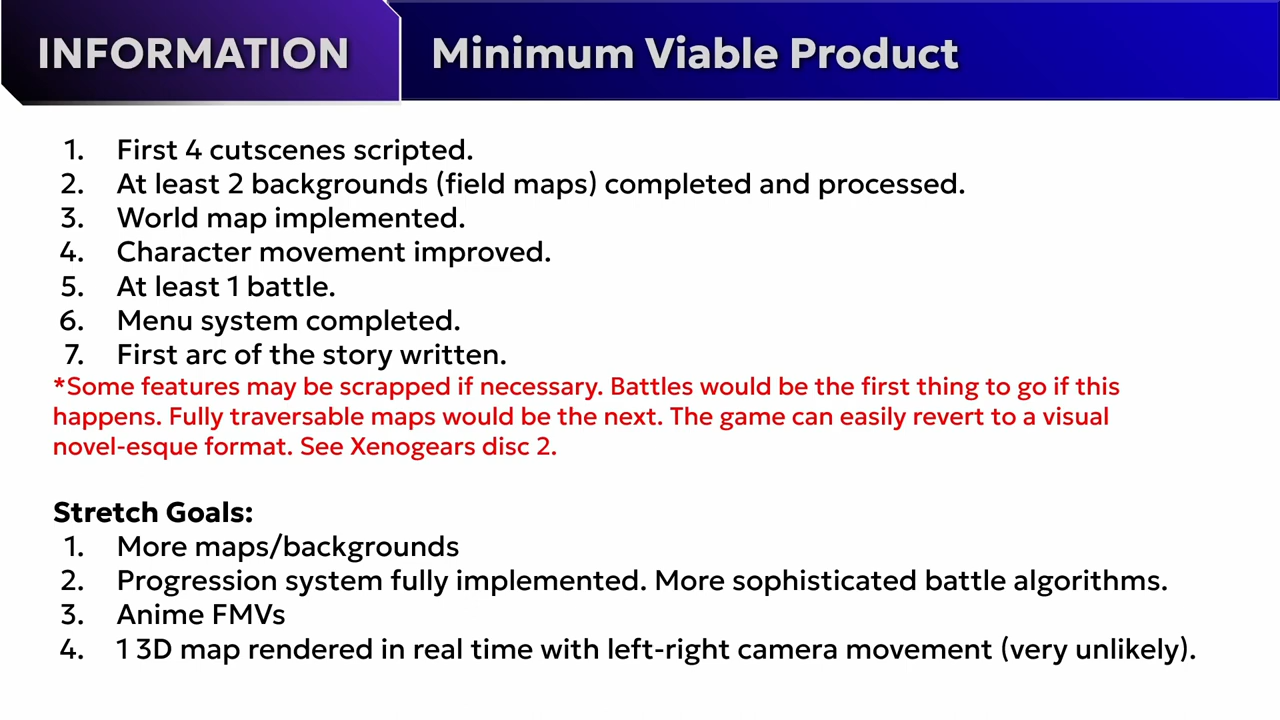 INFORMATION
Minimum Viable Product
1. First 4 cutscenes scripted.
2. At least 2 backgrounds (field maps) completed and processed.
3. World map implemented.
4. Character movement improved.
5. At least 1 battle.
6. Menu system completed.
7. First arc of the story written.
*Some features may be scrapped if necessary. Battles would be the first thing to go if this
happens. Fully traversable maps would be the next. The game can easily revert to a visual
novel-esque format. See Xenogears disc 2.
Stretch Goals:
1. More maps/backgrounds
2. Progression system fully implemented. More sophisticated battle algorithms.
3. Anime FMVs
4. 1 3D map rendered in real time with left-right camera movement (very unlikely).